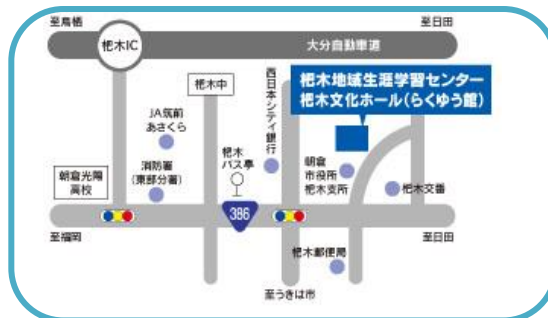 至鳥栖
至日田
杷木IC
大分自動車道
杷木中
西日本シティ銀行
杷木地域生涯学習センター
杷木文化ホール(らくゆう館)
JA筑前
あさくら
杷木
バス亭
朝倉
市役所
杷木支所
朝倉光陽
高校
消防署
(東部分署)
杷木交番
386
至福岡
至日田
杷木郵便局
至うきは市